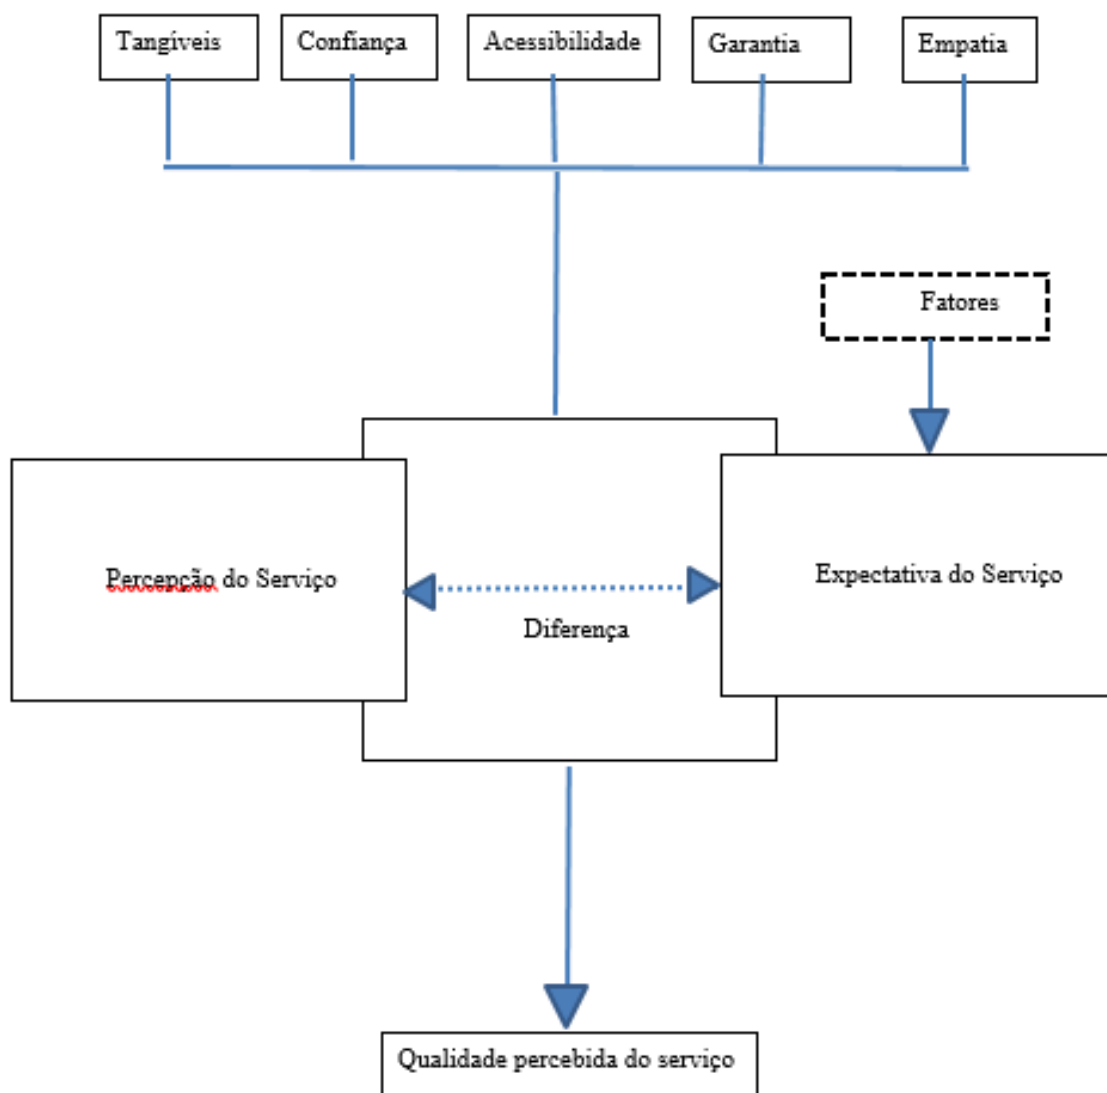 Tangíveis
Confiança
Acessibilidade
Garantia
Empatia
Fatores
Percepção do Serviço
Expectativa do Serviço
Diferença
Qualidade percebida do serviço